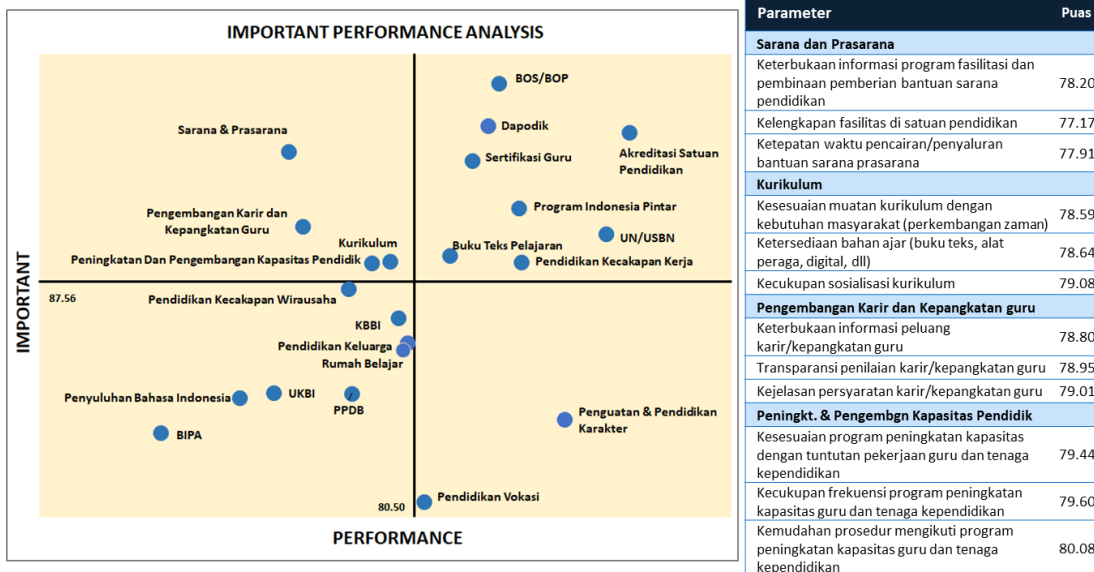 IMPORTANT PERFORMANCE ANALYSIS
BOS/BOP
Dapodik
Sarana & Prasarana
Sertifikasi Guru
Akreditasi Satuan
Pendidikan
Program Indonesia Pintar
Pengembangan Karir dan
Kepangkatan Guru
UN/USBN
Kurikulum
Buku Teks Pelajaran
Peningkatan Dan Pengembangan Kapasitas Pendidik
Pendidikan Kecakapan Kerja
87.56
Pendidikan Kecakapan Wirausaha
KBBI
Pendidikan Keluarga
Rumah Belajar
Penyuluhan Bahasa Indonesia
UKBI
PPDB
Penguatan & Pendidikan
Karakter
BIPA
Pendidikan Vokasi
80.50
IMPORTANT
PERFORMANCE
Parameter Puas
Sarana dan Prasarana
Keterbukaan informasi program fasilitasi dan
pembinaan pemberian bantuan sarana 78.20
pendidikan
Kelengkapan fasilitas di satuan pendidikan 77.17
Ketepatan waktu pencairan/penyaluran
bantuan sarana prasarana 77.91
Kurikulum
Kesesuaian muatan kurikulum dengan
kebutuhan masyarakat (perkembangan zaman) 78.59
Ketersediaan bahan ajar (buku teks, alat
peraga, digital, dll) 78.64
Kecukupan sosialisasi kurikulum 79.08
Pengembangan Karir dan Kepangkatan guru
Keterbukaan informasi peluang
karir/kepangkatan guru 78.80
Transparansi penilaian karir/kepangkatan guru 78.95
Kejelasan persyaratan karir/kepangkatan guru 79.01
Peningkt. & Pengembgn Kapasitas Pendidik
Kesesuaian program peningkatan kapasitas
dengan tuntutan pekerjaan guru dan tenaga 79.44
kependidikan
Kecukupan frekuensi program peningkatan
kapasitas guru dan tenaga kependidikan 79.60
Kemudahan prosedur mengikuti program
peningkatan kapasitas guru dan tenaga 80.08
kependidikan